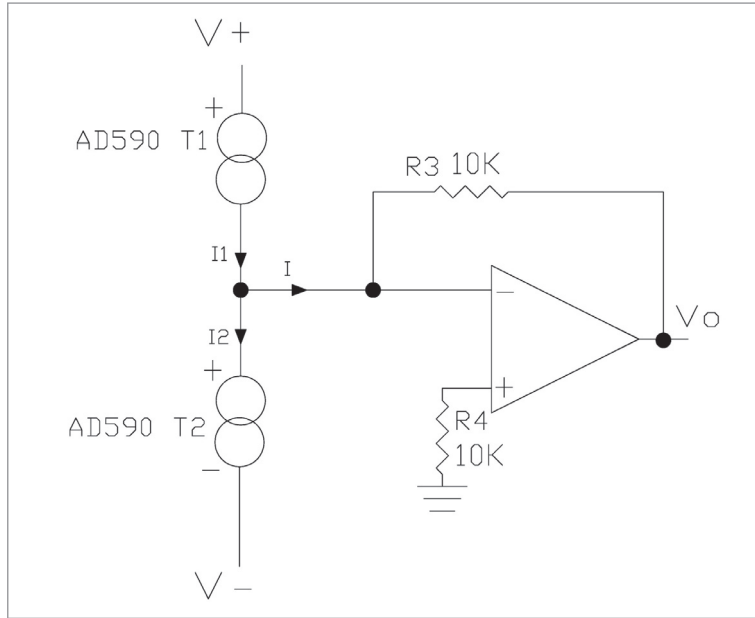 V+
+
AD590 T1
R3 10K
I1
I
−
Vo
I2
+
+
R4
AD590 T2
10K
−
V−